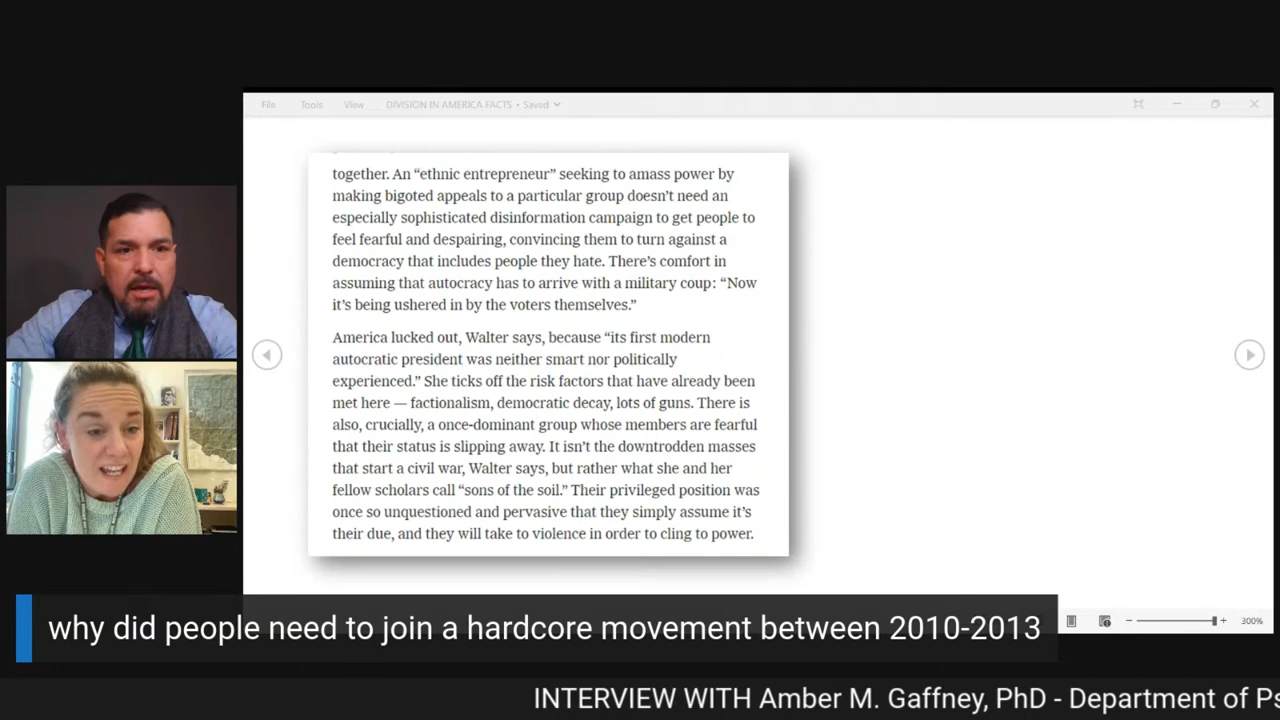 File Tools View DIVISION IN AMERICA FACTS • Saved
together. An “ethnic entrepreneur” seeking to amass power by
making bigoted appeals to a particular group doesn’t need an
especially sophisticated disinformation campaign to get people to
feel fearful and despairing, convincing them to turn against a
democracy that includes people they hate. There’s comfort in
assuming that autocracy has to arrive with a military coup: “Now
it’s being ushered in by the voters themselves.”
America lucked out, Walter says, because “its first modern
autocratic president was neither smart nor politically
experienced.” She ticks off the risk factors that have already been
met here — factionalism, democratic decay, lots of guns. There is
also, crucially, a once-dominant group whose members are fearful
that their status is slipping away. It isn’t the downtrodden masses
that start a civil war, Walter says, but rather what she and her
fellow scholars call “sons of the soil.” Their privileged position was
once so unquestioned and pervasive that they simply assume it’s
their due, and they will take to violence in order to cling to power.
why did people need to join a hardcore movement between 2010-2013
300%
INTERVIEW WITH Amber M. Gaffney, PhD - Department of Ps